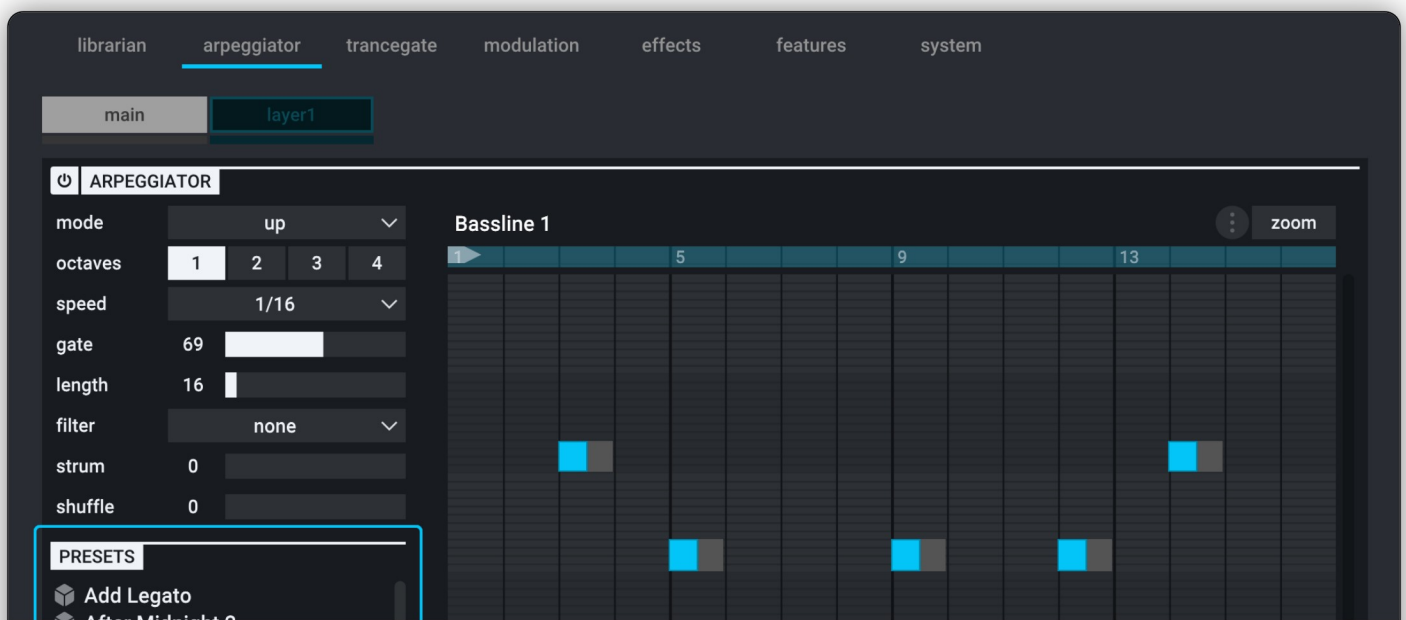 librarian arpeggiator trancegate modulation effects features system
main layer1
ARPEGGIATOR
mode up
Bassline 1 zoom
octaves 1 2 3 4
1 5 9 13
speed 1/16
gate 69
length 16
filter none
strum 0
shuffle 0
PRESETS
Add Legato
After Midnight